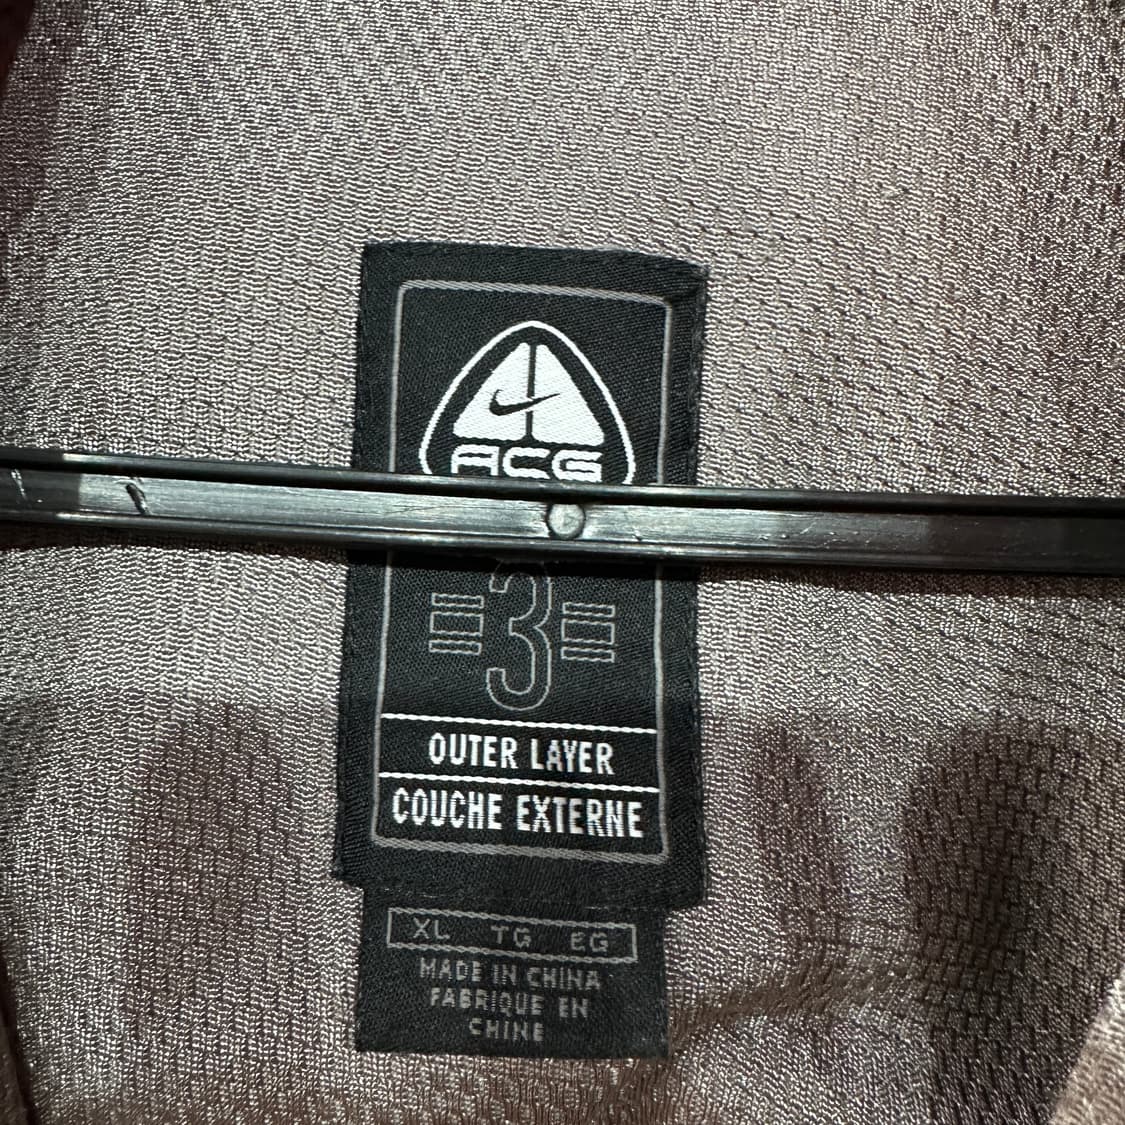 ACG
3
OUTER LAYER
COUCHE EXTERNE
XL TG EG
MADE IN CHINA
FABRIQUE EN
CHINE